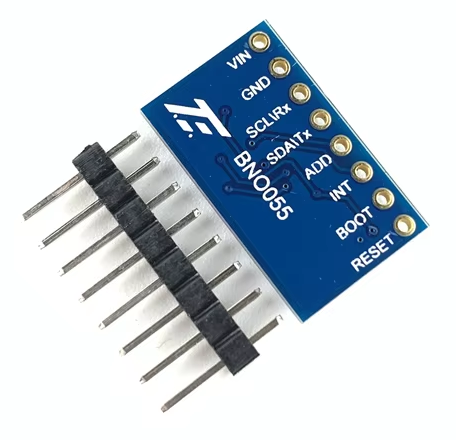 VIN
GND
SCL\Rx
SDA\Tx
ADD
INT
BOOT
RESET
BNO055